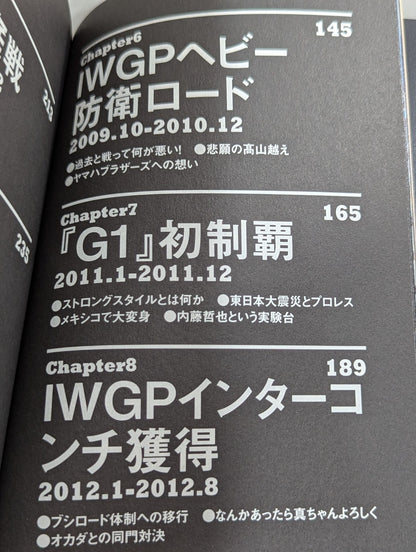 Chapter6
145
IWGPヘビー
防衛ロード
2009.10-2010.12
●過去と戦って何が悪い! ●悲願の髙山越え
●ヤマハブラザーズへの想い
Chapter7
165
『G1』初制覇
2011.1-2011.12
●ストロングスタイルとは何か ●東日本大震災とプロレス
●メキシコで大変身 ●内藤哲也という実験台
Chapter8
189
IWGPインターコ
ンチ獲得
2012.1-2012.8
●ブシロード体制への移行 ●なんかあったら真ちゃんよろしく
●オカダとの同門対決
戦
213
235